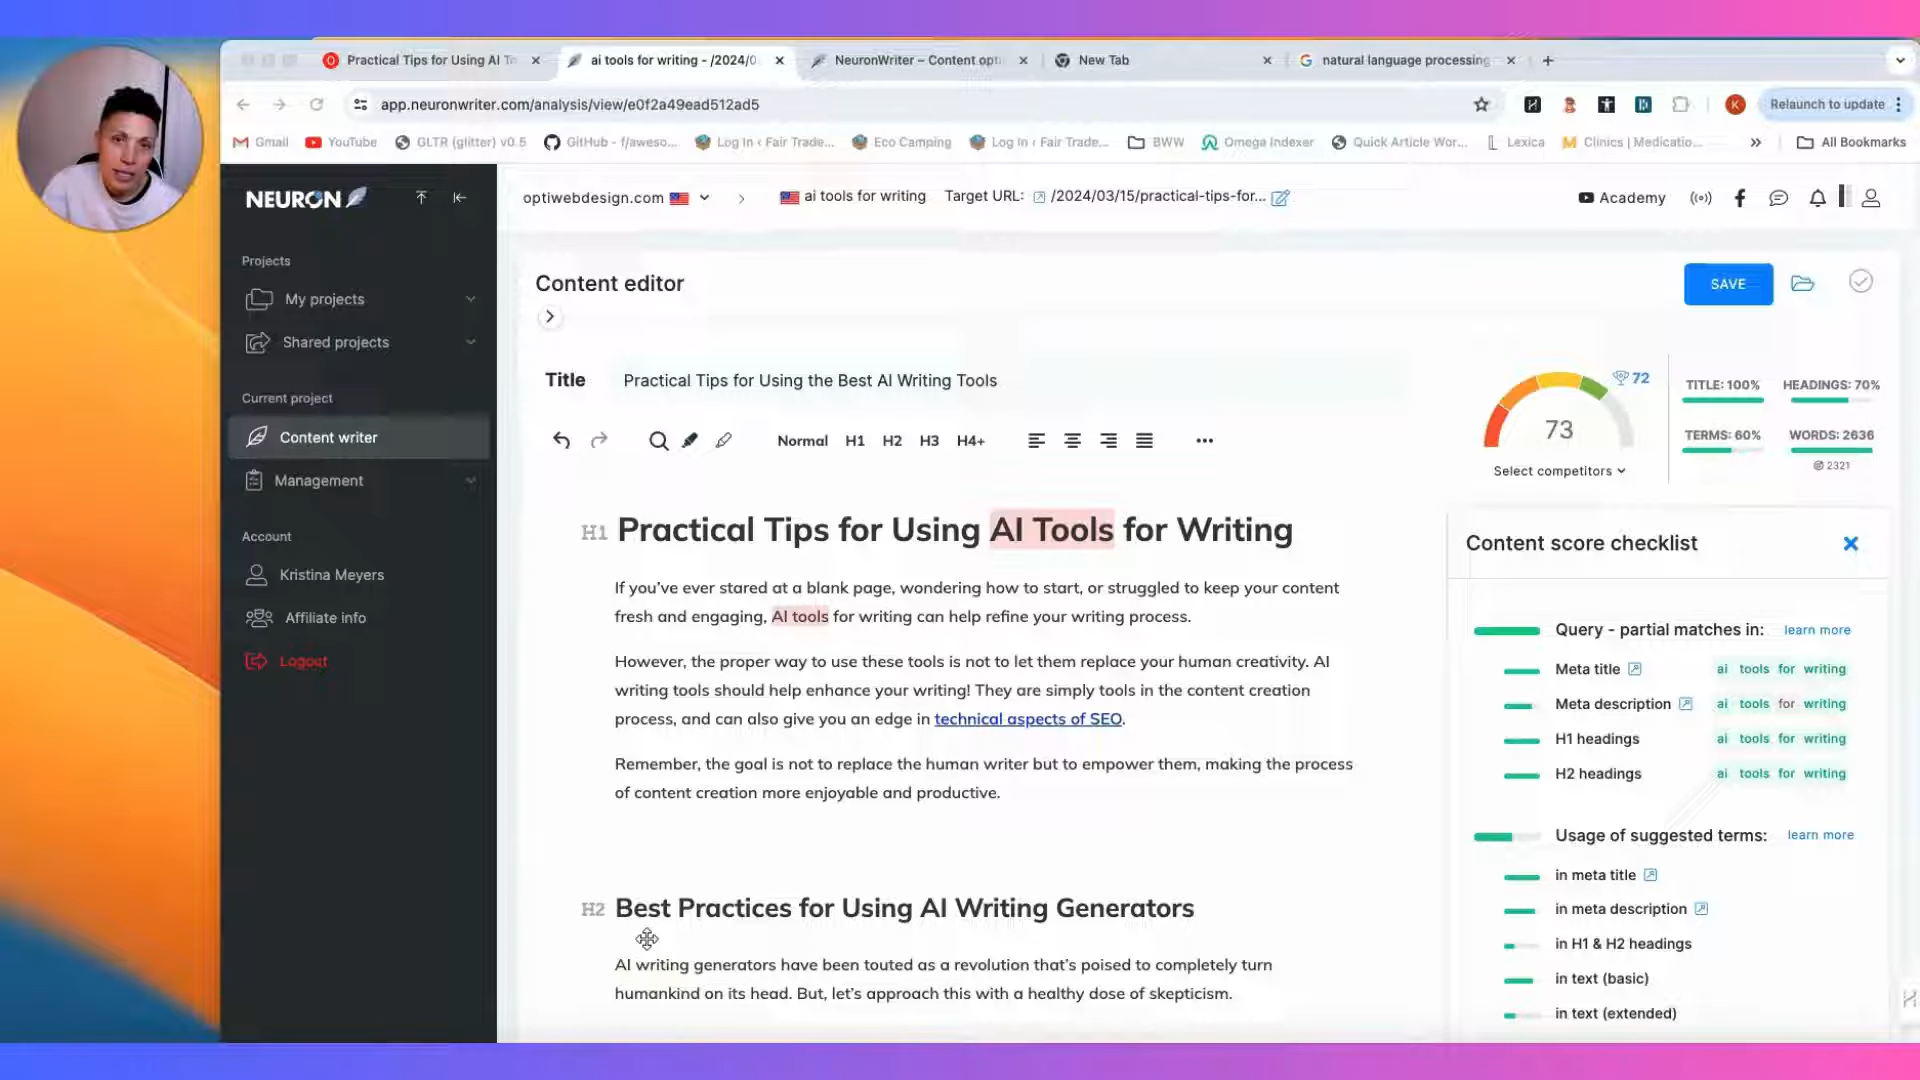 Practical Tips for Using AI To
ai tools for writing - /2024/0
NeuronWriter – Content opti
New Tab
natural language processing
app.neuronwriter.com/analysis/view/e0f2a49ead512ad5
K
Relaunch to update
Gmail
YouTube
GLTR (glitter) v0.5
GitHub - f/aweso...
Log In ‹ Fair Trade...
Eco Camping
Log In ‹ Fair Trade...
BWW
Omega Indexer
Quick Article Wor...
Lexica
Clinics | Medicatio...
All Bookmarks
NEURON
optiwebdesign.com
ai tools for writing
Target URL: /2024/03/15/practical-tips-for...
Academy
Projects
My projects
Shared projects
Current project
Content writer
Management
Account
Kristina Meyers
Affiliate info
Logout
Content editor
SAVE
Title
Practical Tips for Using the Best AI Writing Tools
Normal H1 H2 H3 H4+
72
73
Select competitors
TITLE: 100%
HEADINGS: 70%
TERMS: 60%
WORDS: 2636
2321
H1 Practical Tips for Using AI Tools for Writing
If you've ever stared at a blank page, wondering how to start, or struggled to keep your content
fresh and engaging, AI tools for writing can help refine your writing process.
However, the proper way to use these tools is not to let them replace your human creativity. AI
writing tools should help enhance your writing! They are simply tools in the content creation
process, and can also give you an edge in technical aspects of SEO.
Remember, the goal is not to replace the human writer but to empower them, making the process
of content creation more enjoyable and productive.
H2 Best Practices for Using AI Writing Generators
AI writing generators have been touted as a revolution that's poised to completely turn
humankind on its head. But, let's approach this with a healthy dose of skepticism.
Content score checklist
Query - partial matches in: learn more
Meta title ai tools for writing
Meta description ai tools for writing
H1 headings ai tools for writing
H2 headings ai tools for writing
Usage of suggested terms: learn more
in meta title
in meta description
in H1 & H2 headings
in text (basic)
in text (extended)